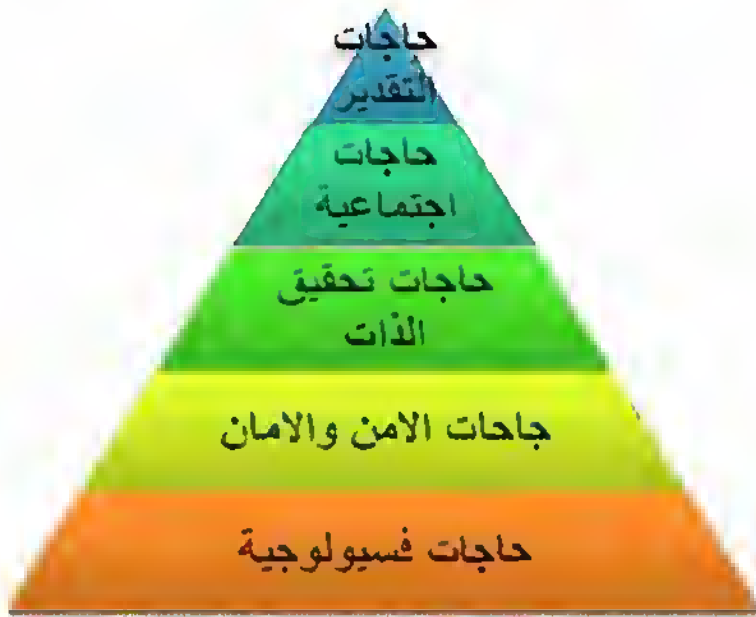 حاجات
التقدير
حاجات
اجتماعية
حاجات تحقيق
الذات
جاحات الامن والامان
حاجات فسيولوجية